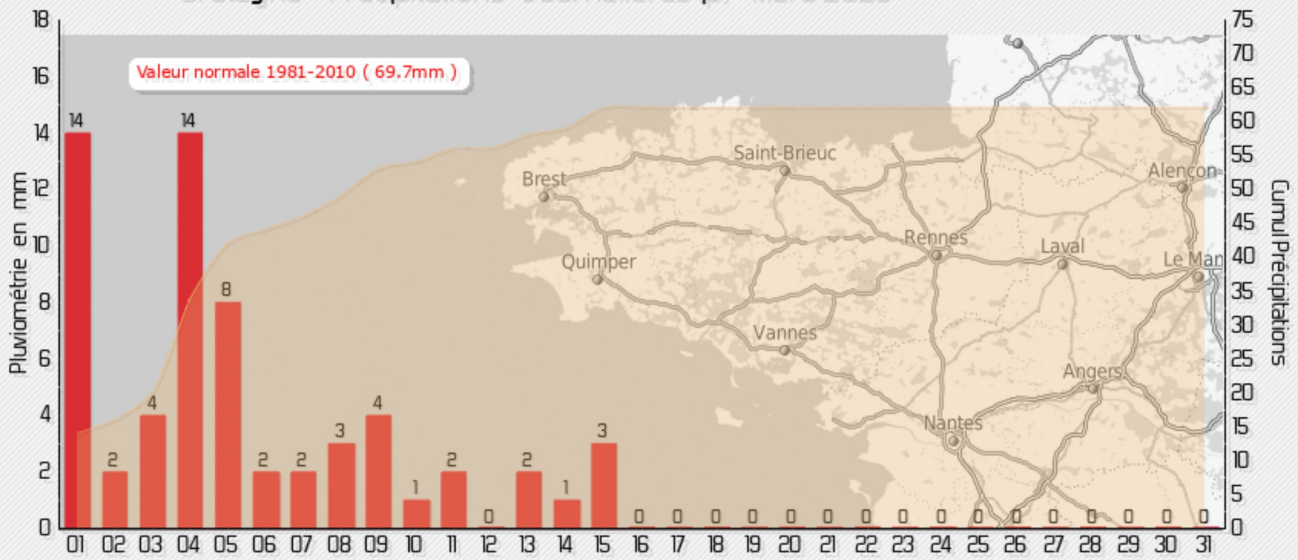 18
16
14
12
10
8
6
4
2
0
Pluviométrie en mm
75
70
65
60
55
50
45
40
35
30
25
20
15
10
5
0
Cumul Précipitations
Valeur normale 1981-2010 ( 69.7mm )
14
2
4
14
8
2
2
3
4
1
2
0
2
1
3
0 0 0 0 0 0 0 0 0 0 0 0 0 0 0 0
Saint-Brieuc
Brest
Alençon
Rennes
Laval
Quimper
Le Man
Vannes
Angers
Nantes
01 02 03 04 05 06 07 08 09 10 11 12 13 14 15 16 17 18 19 20 21 22 23 24 25 26 27 28 29 30 31